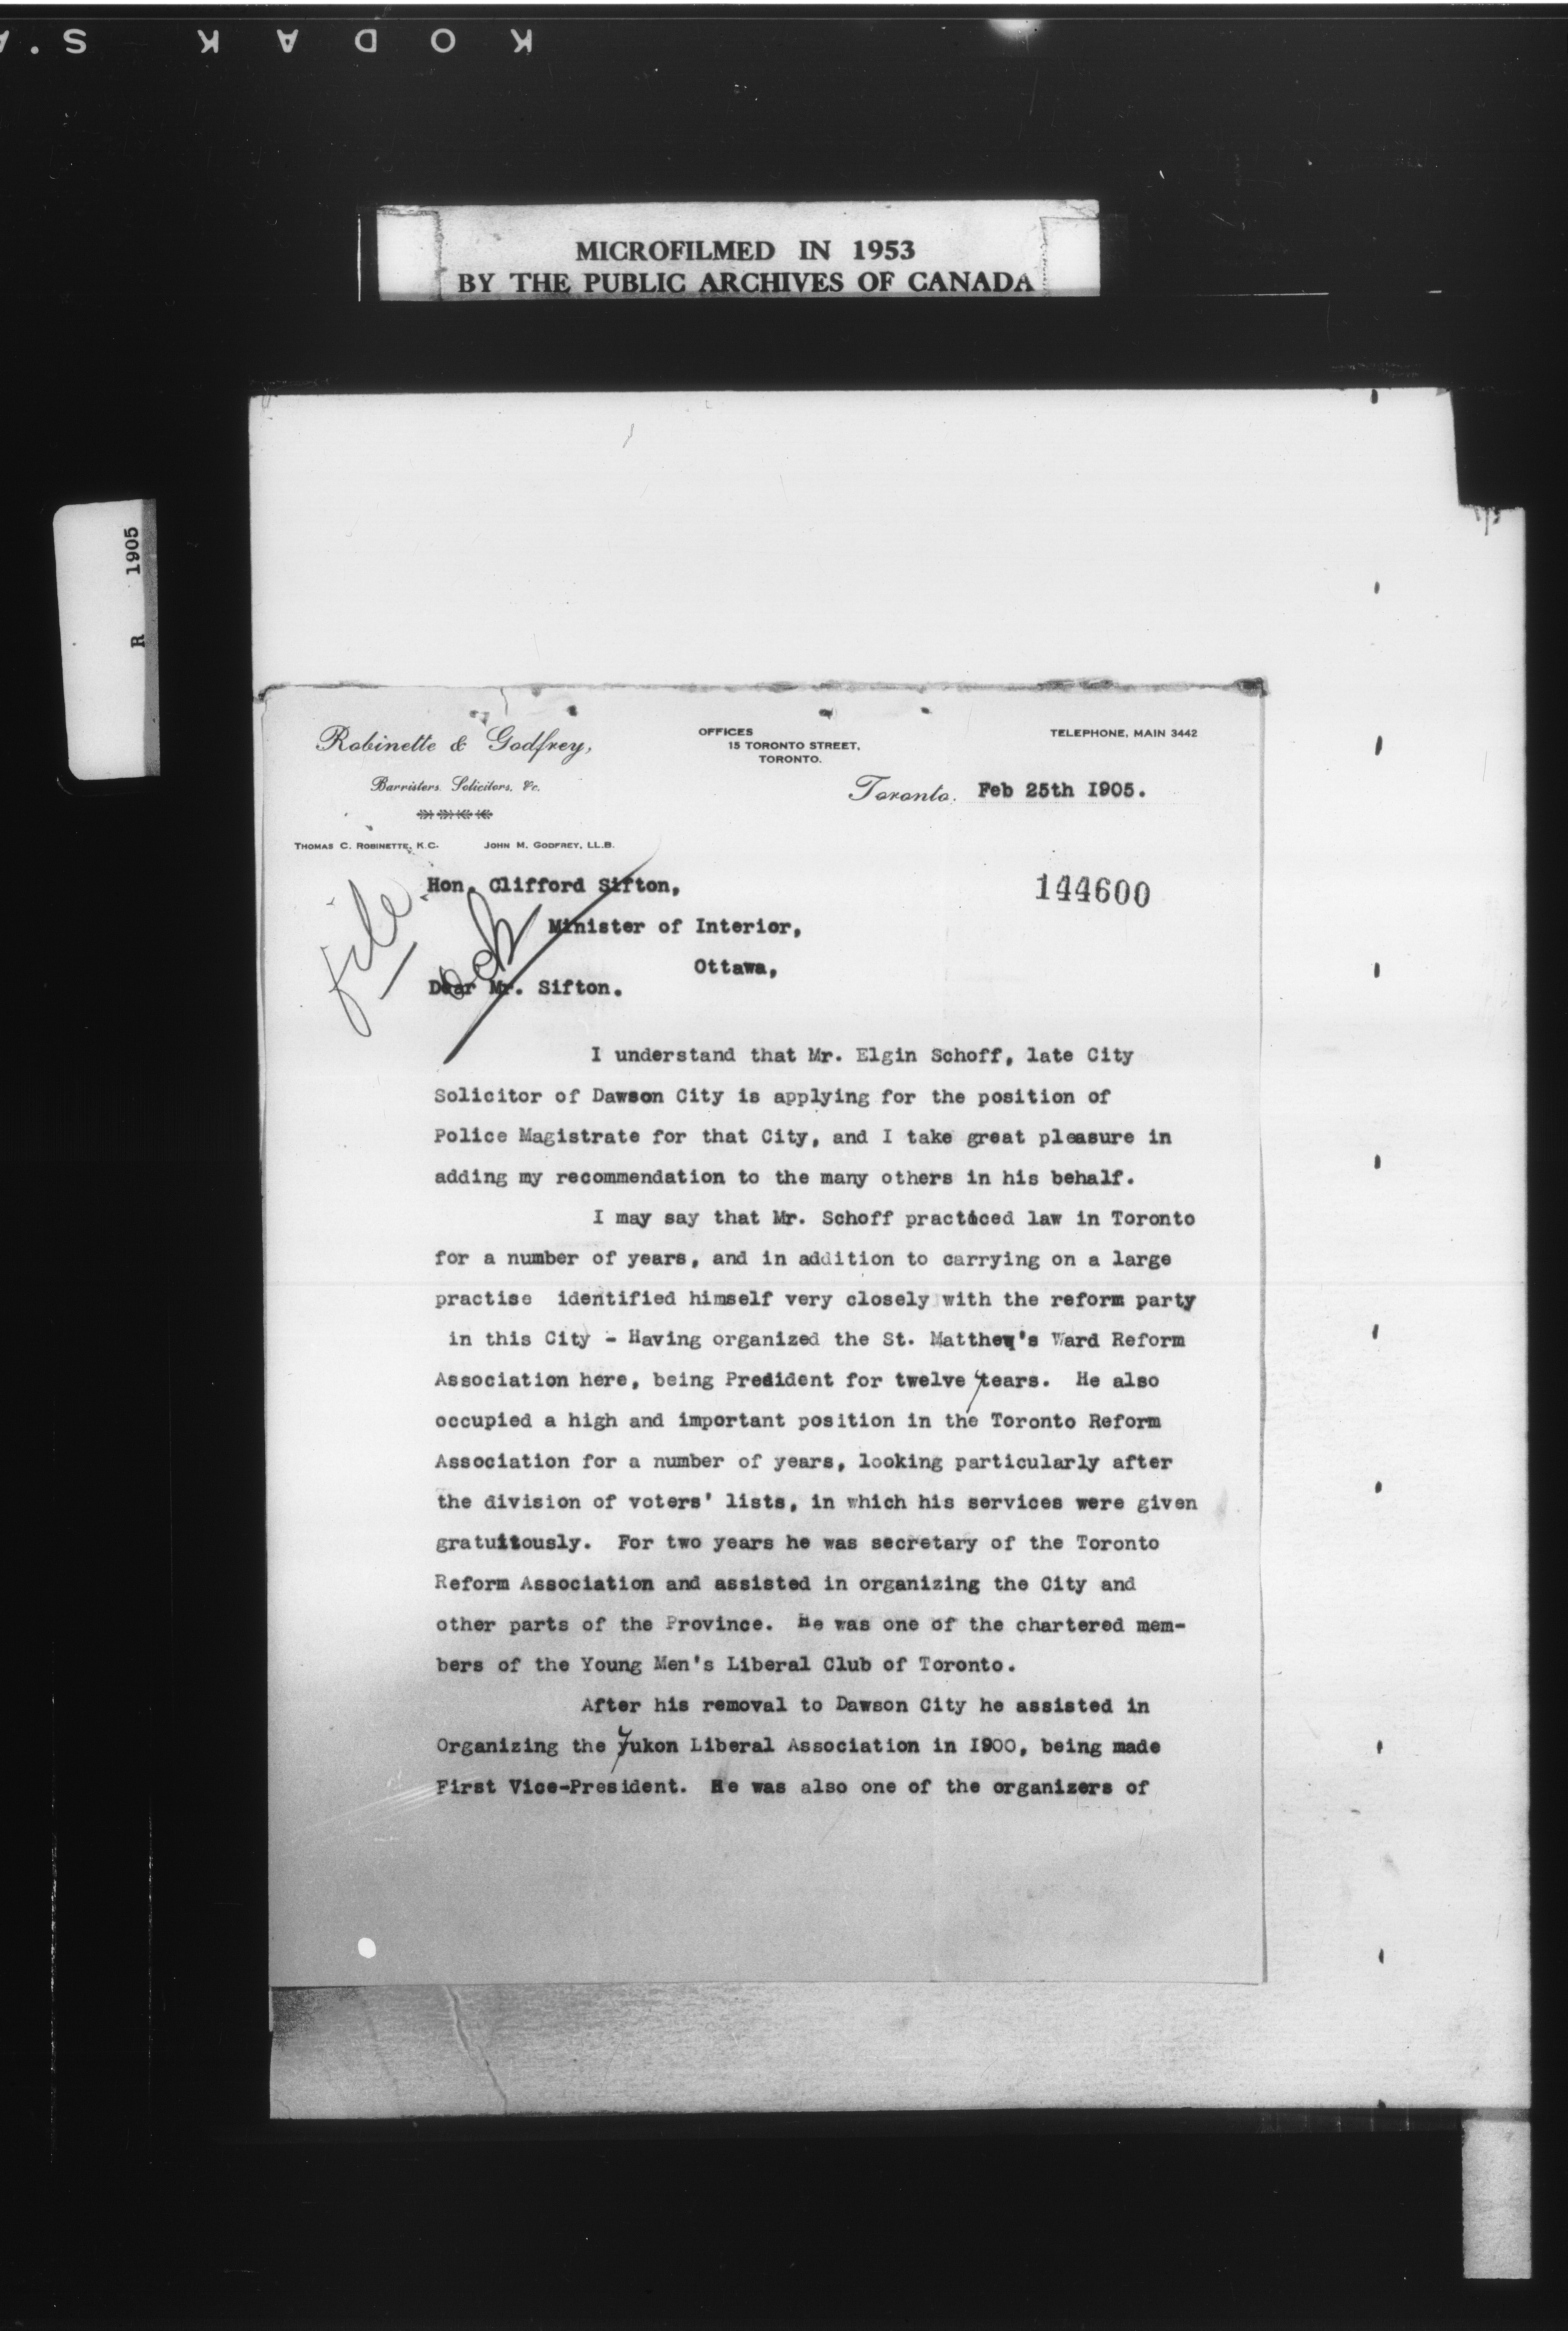 KODAK S.A
MICROFILMED IN 1953
BY THE PUBLIC ARCHIVES OF CANADA
R 1905
Robinette & Godfrey,
Barristers. Solicitors, &c.
THOMAS C. ROBINETTE, K.C. JOHN M. GODFREY, LL.B.
OFFICES
15 TORONTO STREET,
TORONTO.
TELEPHONE, MAIN 3442
Toronto. Feb 25th 1905.
144600
file
ack
Hon. Clifford Sifton,
Minister of Interior,
Ottawa,
Dear Mr. Sifton.
I understand that Mr. Elgin Schoff, late City
Solicitor of Dawson City is applying for the position of
Police Magistrate for that City, and I take great pleasure in
adding my recommendation to the many others in his behalf.
I may say that Mr. Schoff practiced law in Toronto
for a number of years, and in addition to carrying on a large
practise identified himself very closely with the reform party
in this City - Having organized the St. Matthew's Ward Reform
Association here, being President for twelve years. He also
occupied a high and important position in the Toronto Reform
Association for a number of years, looking particularly after
the division of voters' lists, in which his services were given
gratuitously. For two years he was secretary of the Toronto
Reform Association and assisted in organizing the City and
other parts of the Province. He was one of the chartered mem-
bers of the Young Men's Liberal Club of Toronto.
After his removal to Dawson City he assisted in
Organizing the Yukon Liberal Association in 1900, being made
First Vice-President. He was also one of the organizers of